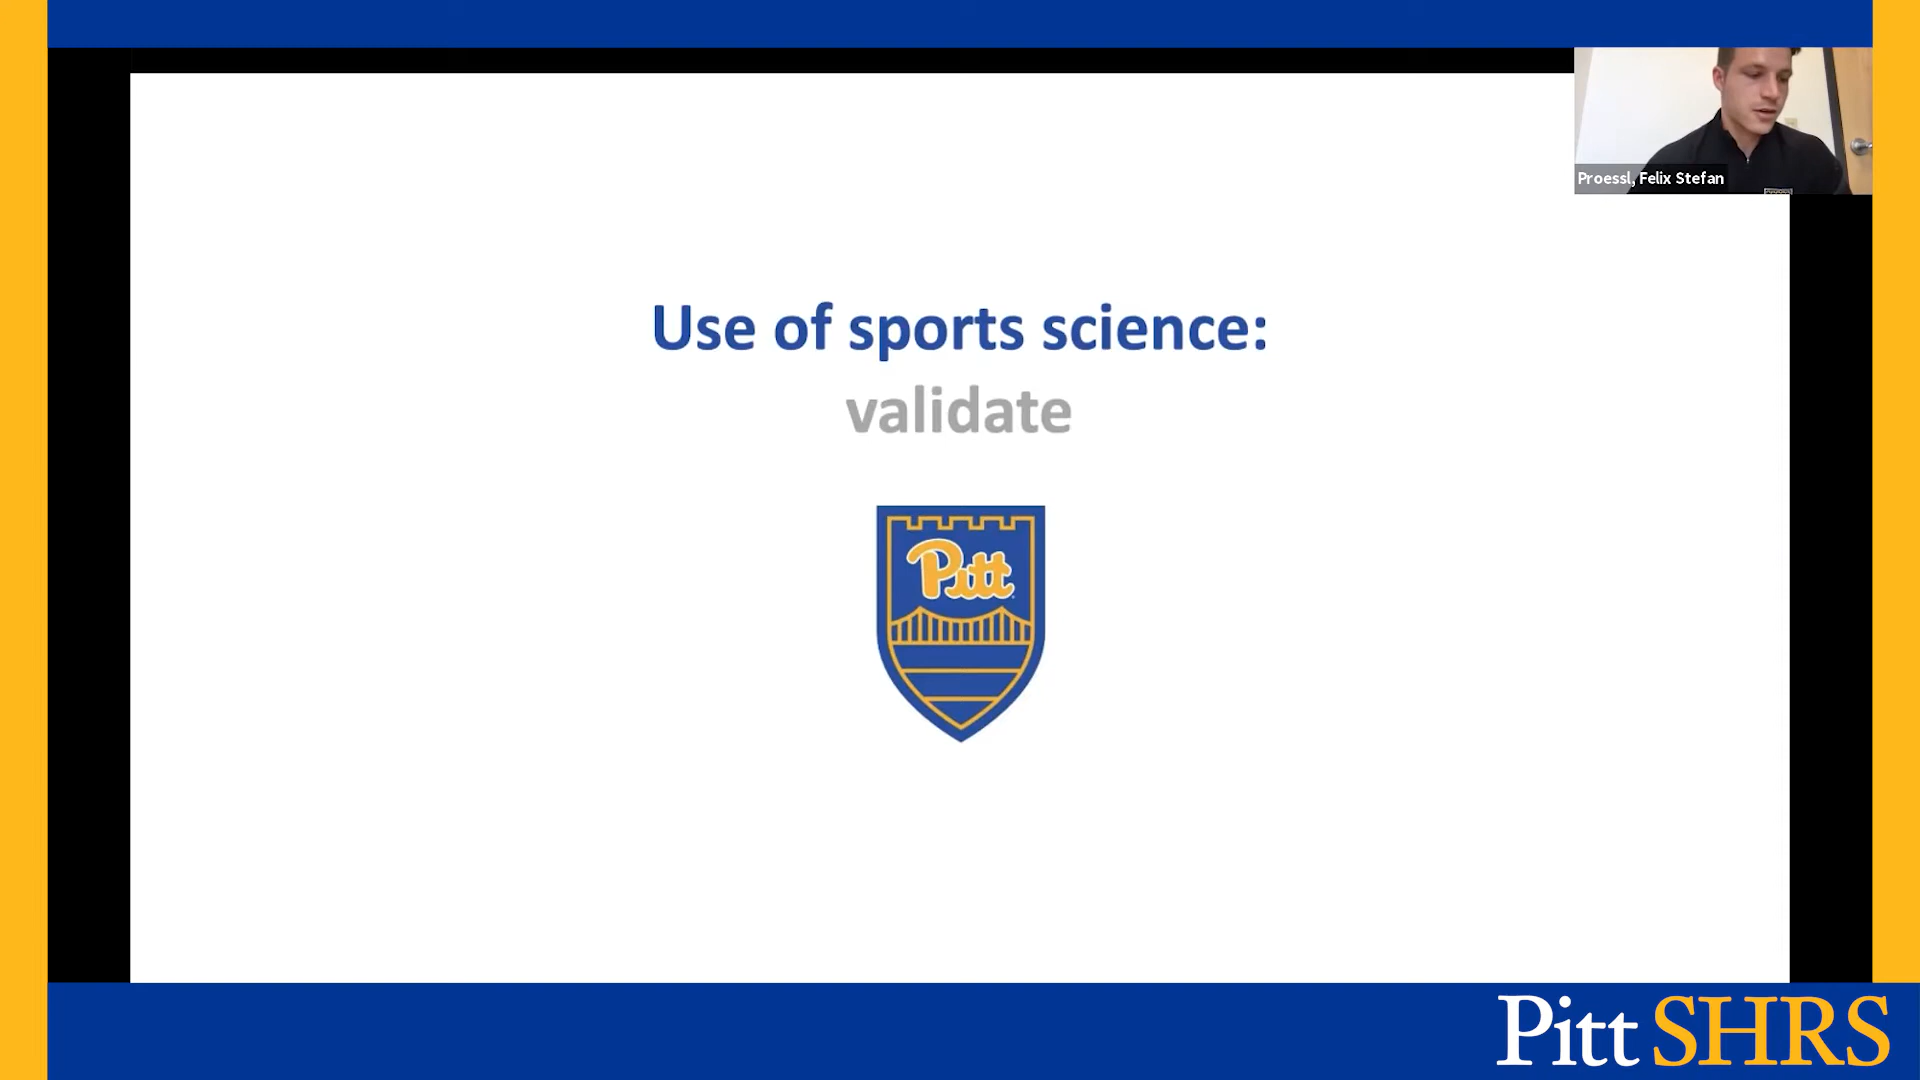 Proessl, Felix Stefan
Use of sports science:
validate
Pitt
Pitt SHRS